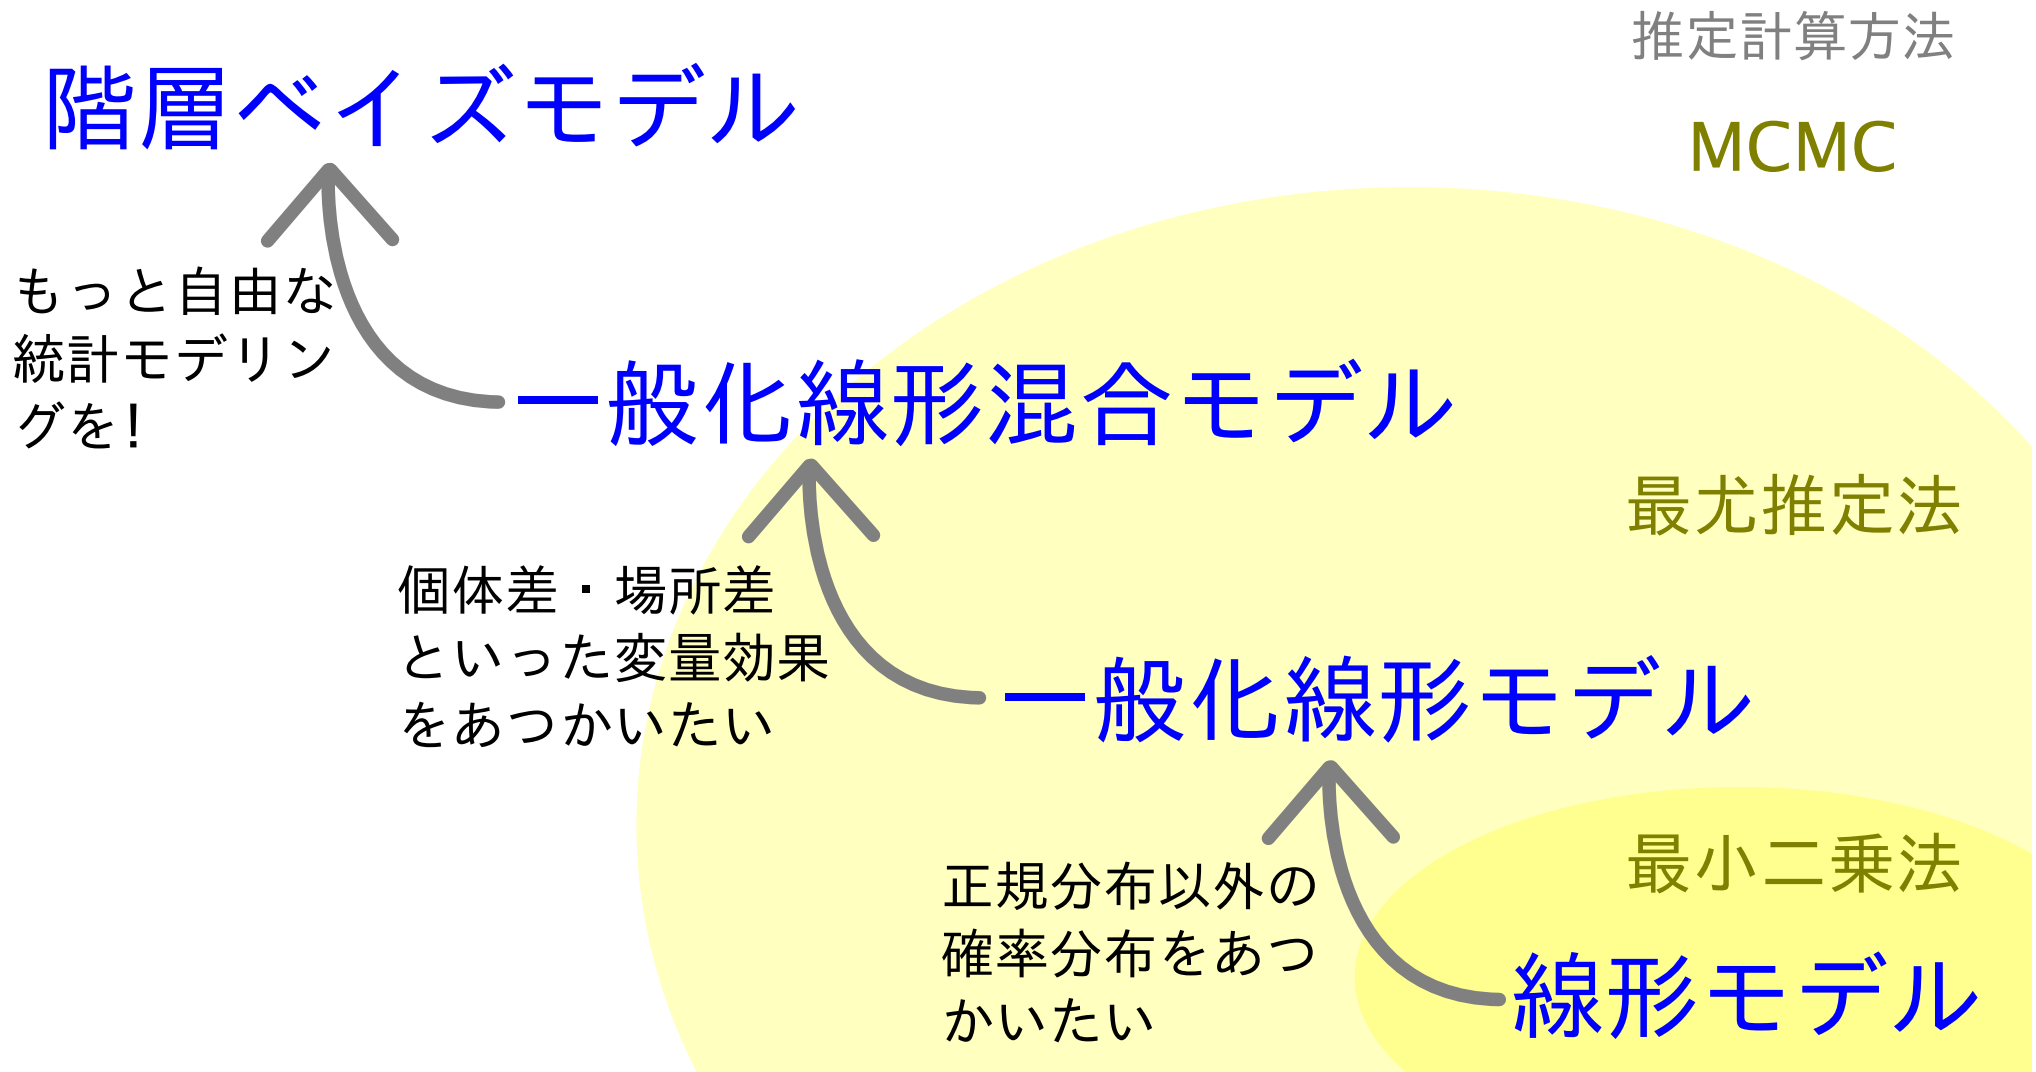 推定計算方法
階層ベイズモデル
MCMC
もっと自由な
統計モデリン
グを!
一般化線形混合モデル
最尤推定法
個体差・場所差
といった変量効果
をあつかいたい
一般化線形モデル
最小二乗法
正規分布以外の
確率分布をあつ
かいたい
線形モデル